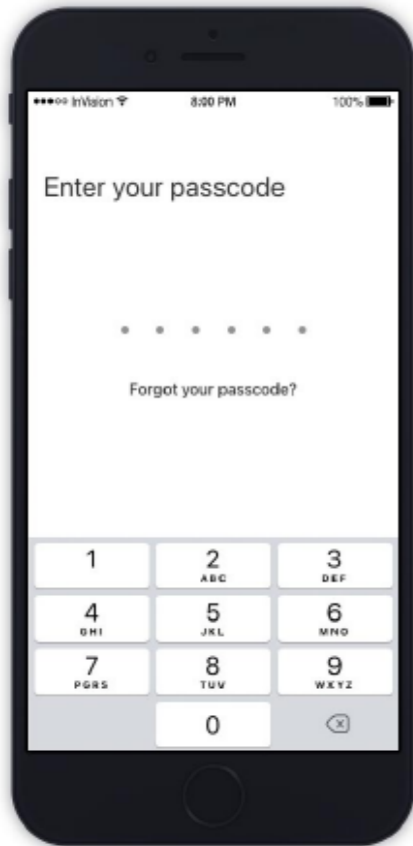 InVision 8:00 PM 100%
Enter your passcode
Forgot your passcode?
1 2 3
ABC DEF
4 5 6
GHI JKL MNO
7 8 9
PQRS TUV WXYZ
0